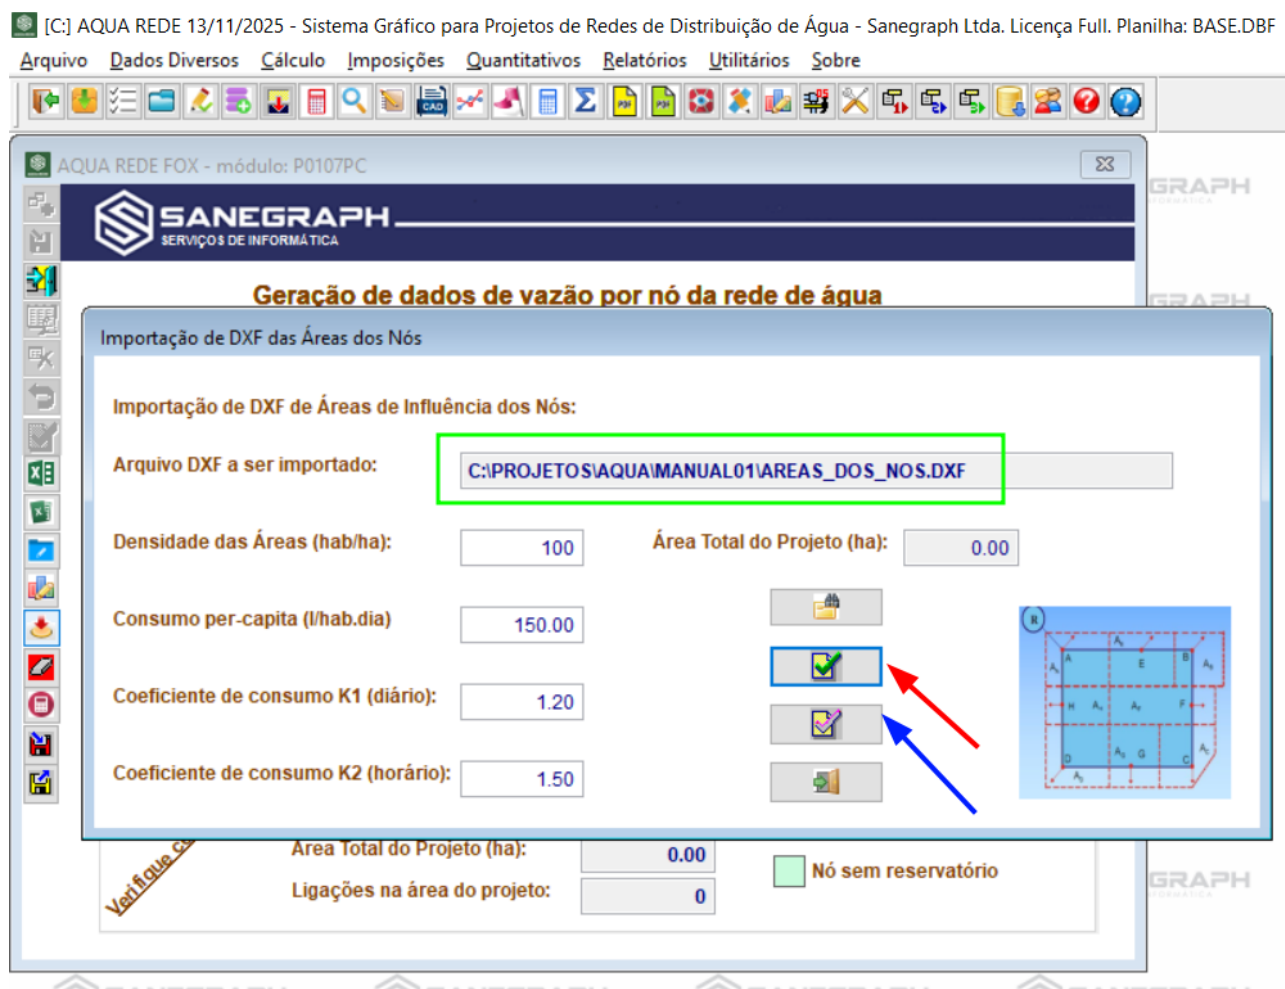 [C:] AQUA REDE 13/11/2025 - Sistema Gráfico para Projetos de Redes de Distribuição de Água - Sanegraph Ltda. Licença Full. Planilha: BASE.DBF
Arquivo Dados Diversos Cálculo Imposições Quantitativos Relatórios Utilitários Sobre
AQUA REDE FOX - módulo: P0107PC
SANEGRAPH
SERVIÇOS DE INFORMÁTICA
Geração de dados de vazão por nó da rede de água
Importação de DXF das Áreas dos Nós
Importação de DXF de Áreas de Influência dos Nós:
Arquivo DXF a ser importado: C:\PROJETOS\AQUA\MANUAL01\AREAS_DOS_NOS.DXF
Densidade das Áreas (hab/ha): 100 Área Total do Projeto (ha): 0.00
Consumo per-capita (l/hab.dia) 150.00
Coeficiente de consumo K1 (diário): 1.20
Coeficiente de consumo K2 (horário): 1.50
Área Total do Projeto (ha): 0.00
Nó sem reservatório
Ligações na área do projeto: 0
Verifique